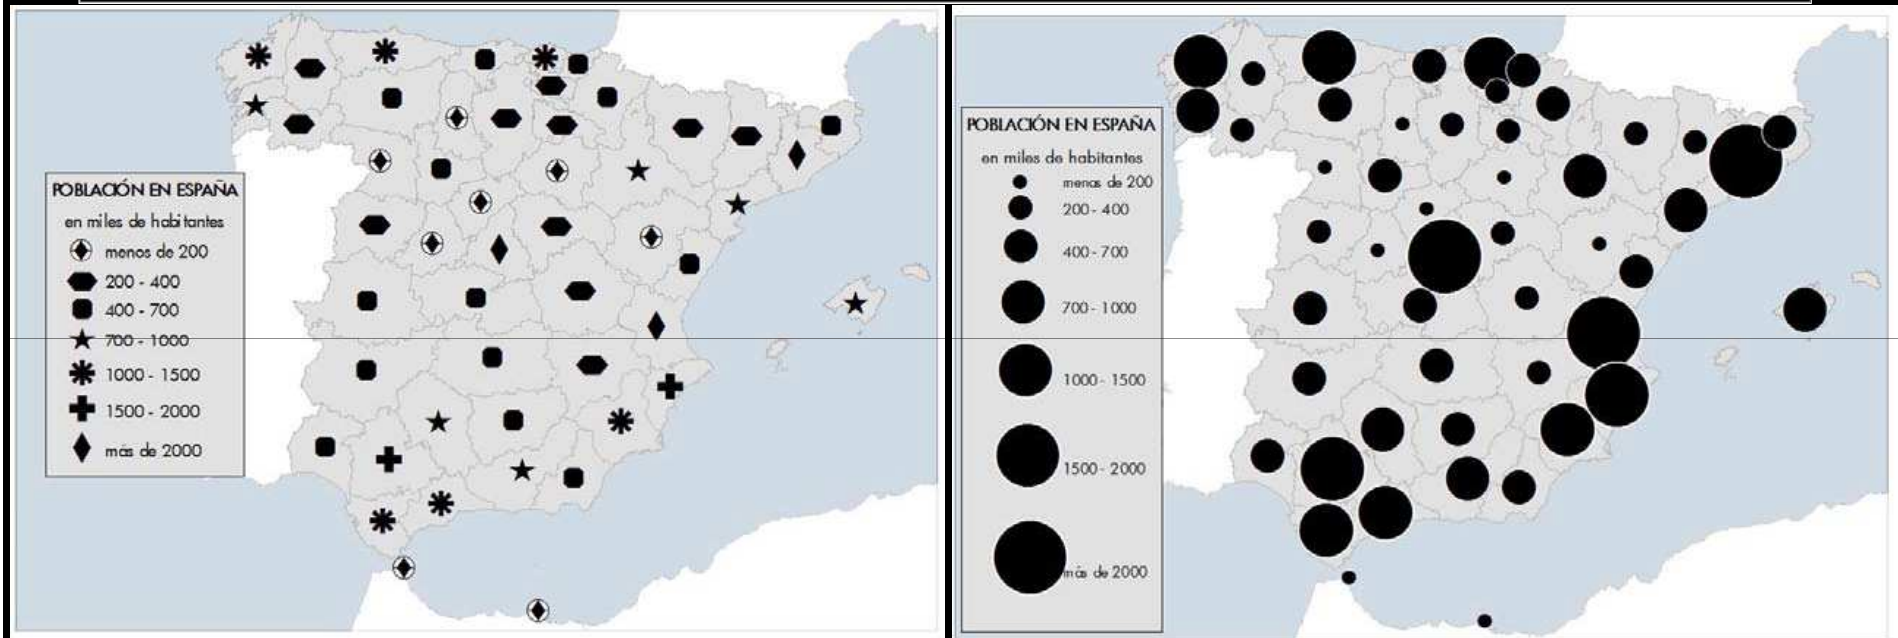 POBLACIÓN EN ESPAÑA
en miles de habitantes
menos de 200
200 - 400
400 - 700
700 - 1000
1000 - 1500
1500 - 2000
más de 2000
POBLACIÓN EN ESPAÑA
en miles de habitantes
menos de 200
200 - 400
400 - 700
700 - 1000
1000 - 1500
1500 - 2000
más de 2000